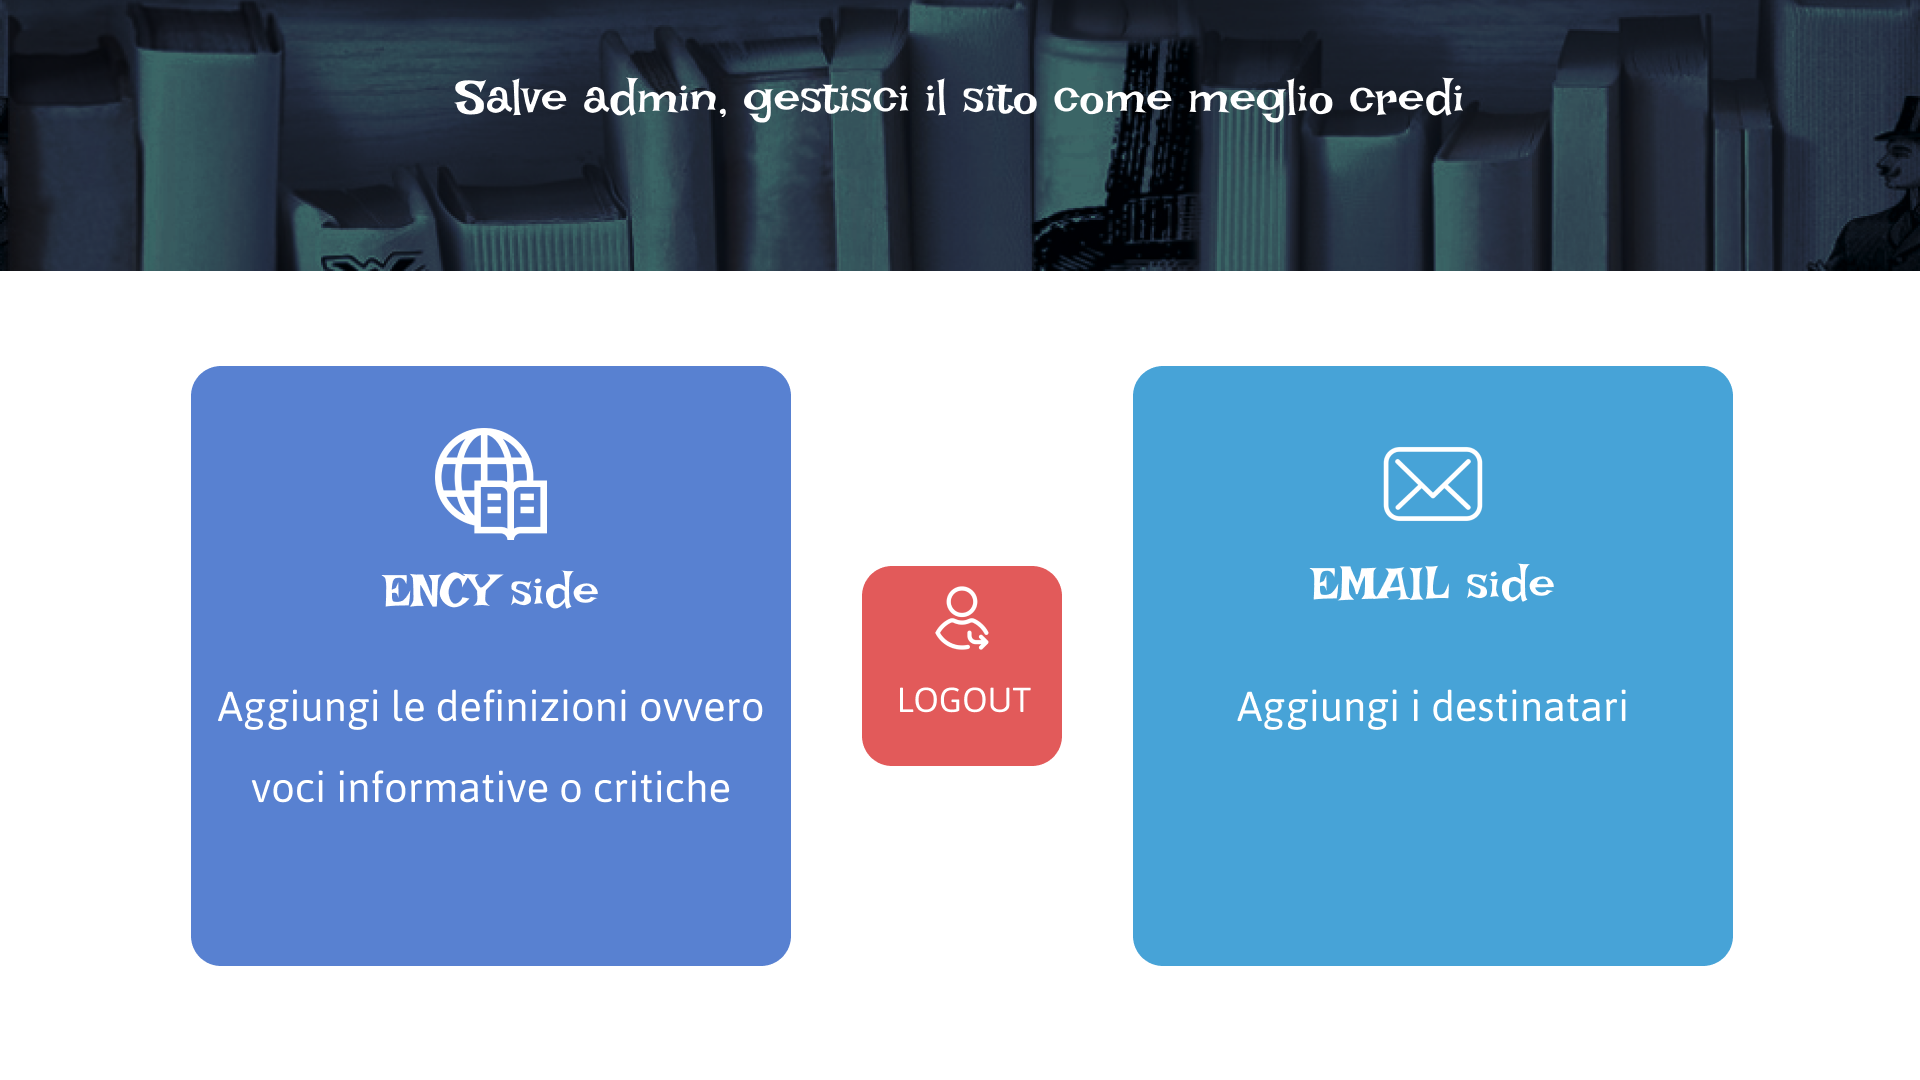 Salve admin, gestisci il sito come meglio credi
ENCY side
Aggiungi le definizioni ovvero
voci informative o critiche
LOGOUT
EMAIL side
Aggiungi i destinatari